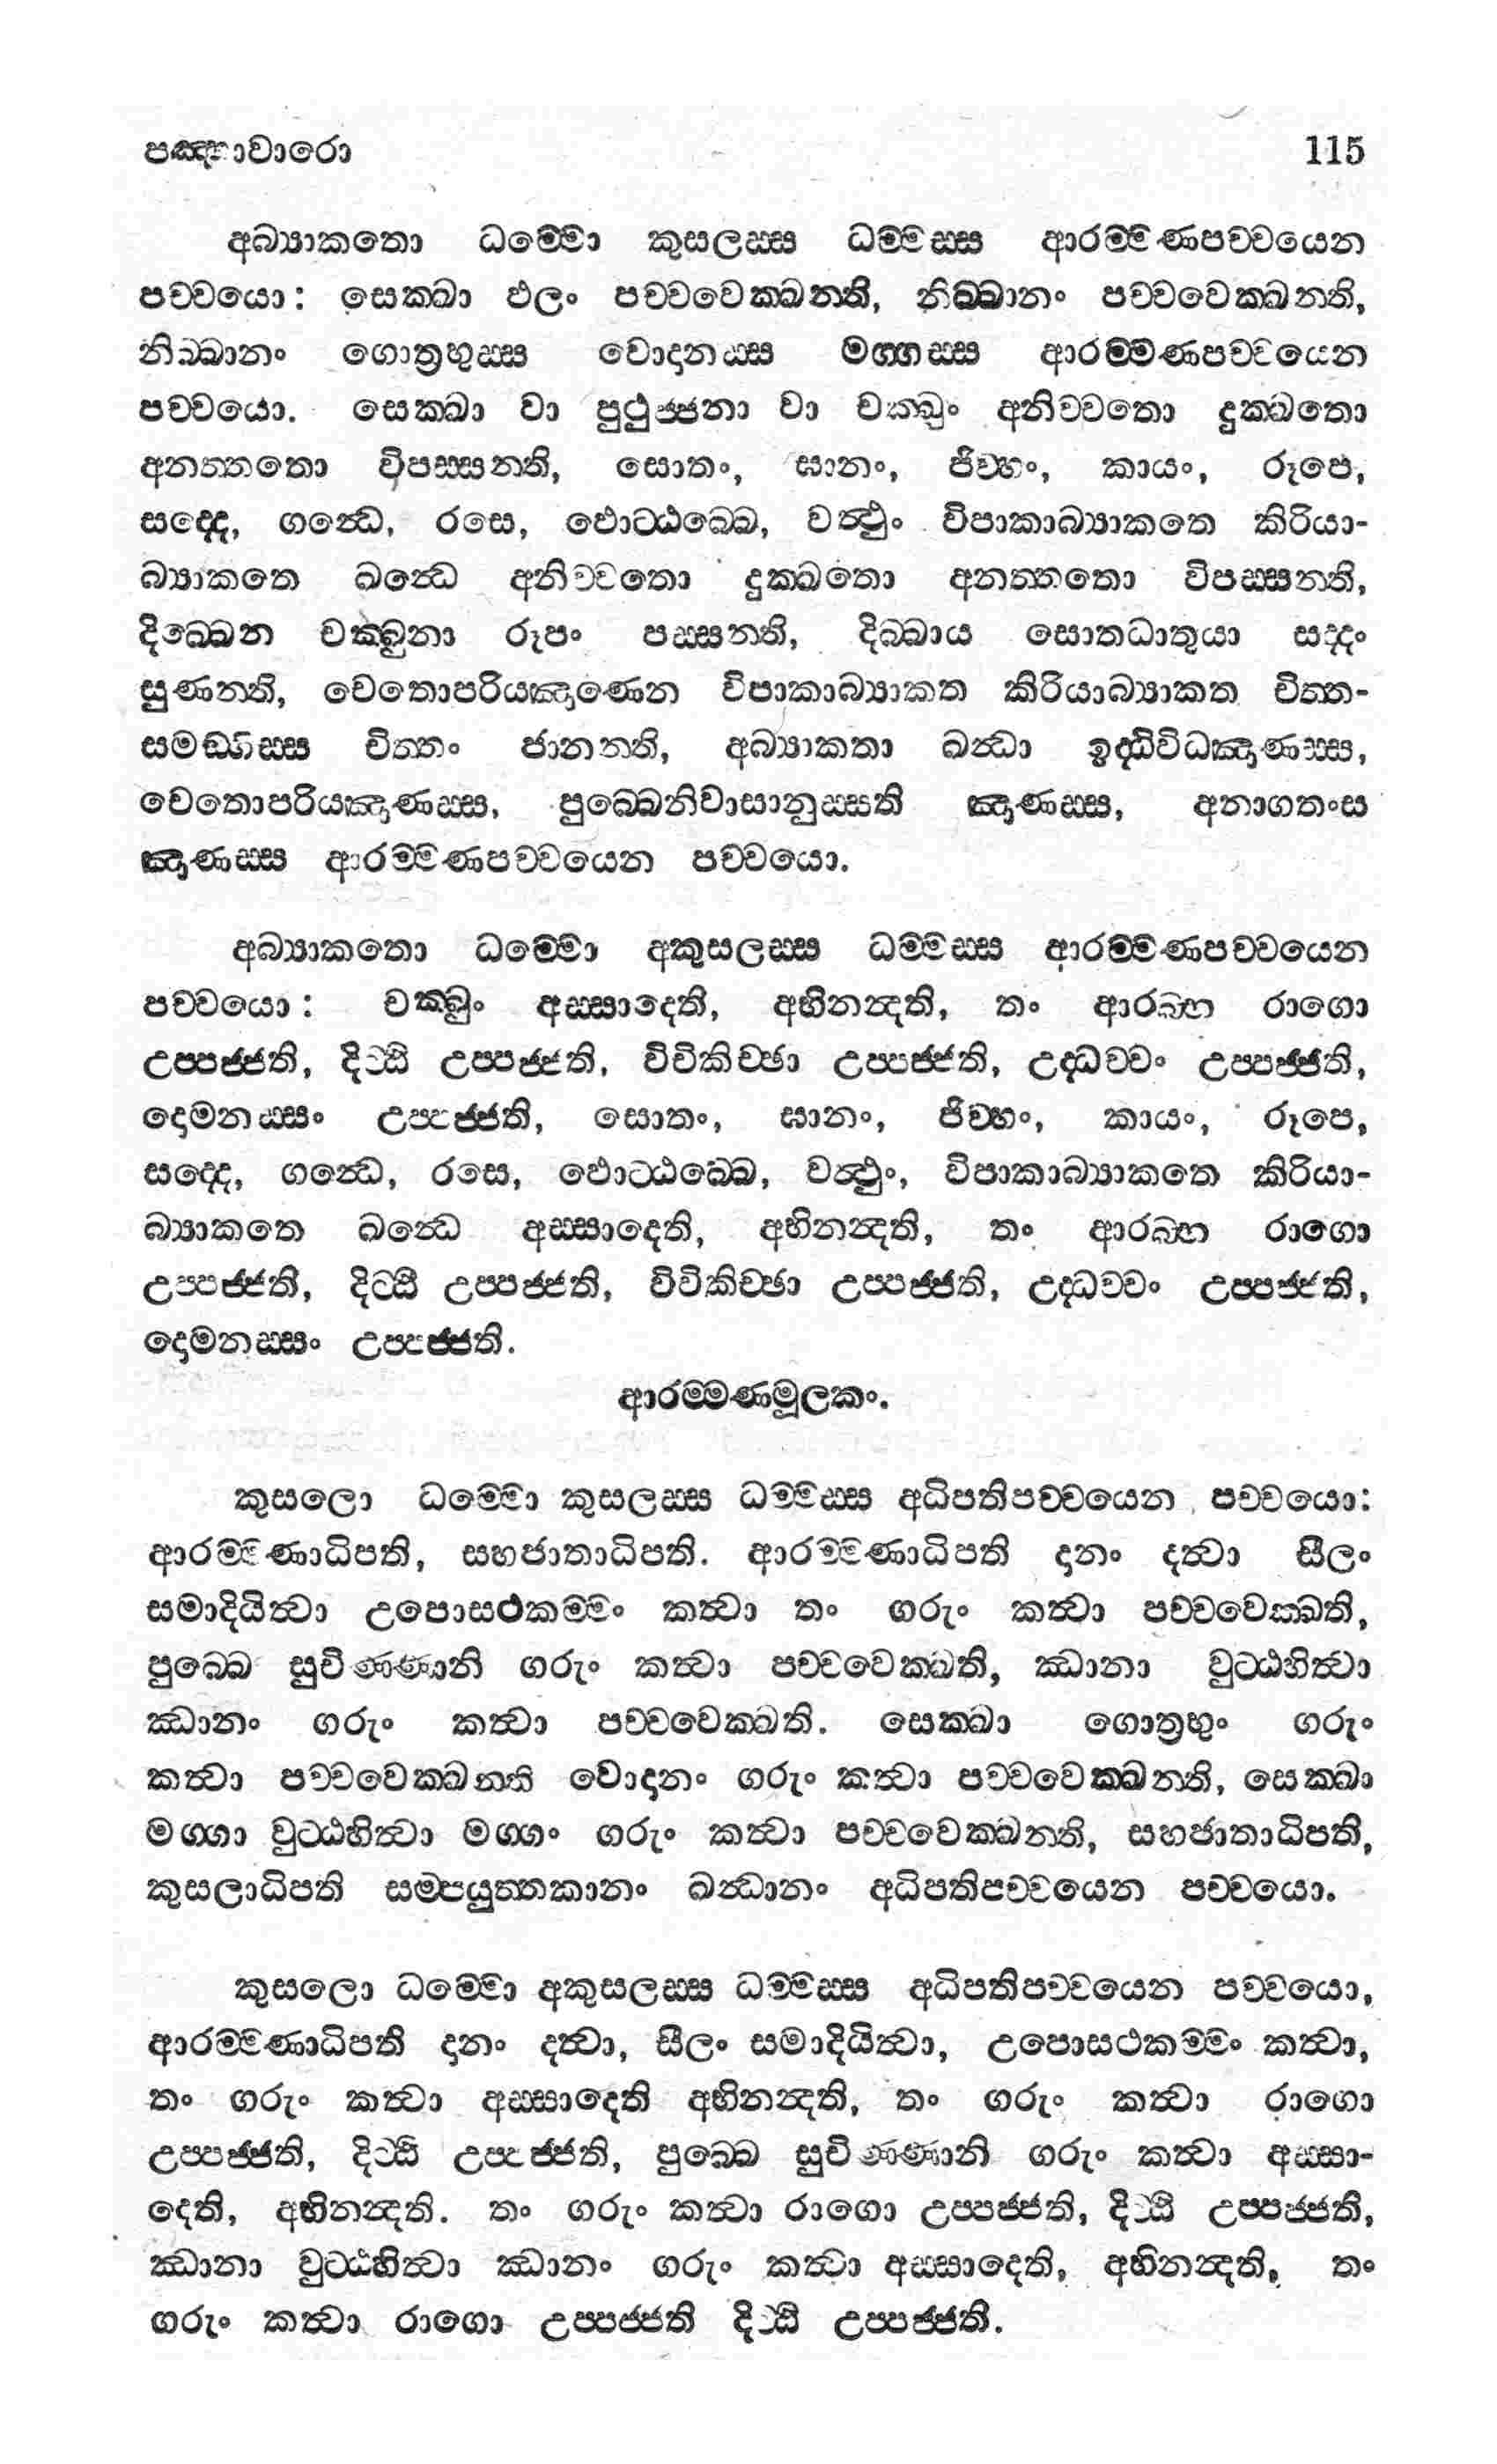 පඤ්හාවාරො 115
අබ්‍යාකතො ධම්මො කුසලස්ස ධම්මස්ස ආරම්මණපච්චයෙන
පච්චයො: සෙක්ඛා ඵලං පච්චවෙක්ඛන්ති, නිබ්බානං පච්චවෙක්ඛන්ති,
නිබ්බානං ගොත්‍රභුස්ස වොදානස්ස මග්ගස්ස ආරම්මණපච්චයෙන
පච්චයො. සෙක්ඛා වා පුථුජ්ජනා වා චක්ඛුං අනිච්චතො දුක්ඛතො
අනත්තතො විපස්සන්ති, සොතං, ඝානං, ජිව්හං, කායං, රූපෙ,
සද්දෙ, ගන්ධෙ, රසෙ, ඵොට්ඨබ්බෙ, වත්ථුං විපාකාබ්‍යාකතෙ කිරියා-
බ්‍යාකතෙ ඛන්ධෙ අනිච්චතො දුක්ඛතො අනත්තතො විපස්සන්ති,
දිබ්බෙන චක්ඛුනා රූපං පස්සන්ති, දිබ්බාය සොතධාතුයා සද්දං
සුණන්ති, චෙතොපරියඤාණෙන විපාකාබ්‍යාකත කිරියාබ්‍යාකත චිත්ත-
සමඞ්ගිස්ස චිත්තං ජානන්ති, අබ්‍යාකතා ඛන්ධා ඉද්ධිවිධඤාණස්ස,
චෙතොපරියඤාණස්ස, පුබ්බෙනිවාසානුස්සති ඤාණස්ස, අනාගතංස
ඤාණස්ස ආරම්මණපච්චයෙන පච්චයො.
අබ්‍යාකතො ධම්මො අකුසලස්ස ධම්මස්ස ආරම්මණපච්චයෙන
පච්චයො: චක්ඛුං අස්සාදෙති, අභිනන්දති, තං ආරබ්භ රාගො
උප්පජ්ජති, දිට්ඨි උප්පජ්ජති, විචිකිච්ඡා උප්පජ්ජති, උද්ධච්චං උප්පජ්ජති,
දොමනස්සං උප්පජ්ජති, සොතං, ඝානං, ජිව්හං, කායං, රූපෙ,
සද්දෙ, ගන්ධෙ, රසෙ, ඵොට්ඨබ්බෙ, වත්ථුං, විපාකාබ්‍යාකතෙ කිරියා-
බ්‍යාකතෙ ඛන්ධෙ අස්සාදෙති, අභිනන්දති, තං ආරබ්භ රාගො
උප්පජ්ජති, දිට්ඨි උප්පජ්ජති, විචිකිච්ඡා උප්පජ්ජති, උද්ධච්චං උප්පජ්ජති,
දොමනස්සං උප්පජ්ජති.
ආරම්මණමූලකං.
කුසලො ධම්මො කුසලස්ස ධම්මස්ස අධිපතිපච්චයෙන පච්චයො:
ආරම්මණාධිපති, සහජාතාධිපති. ආරම්මණාධිපති දානං දත්වා සීලං
සමාදියිත්වා උපොසථකම්මං කත්වා තං ගරුං කත්වා පච්චවෙක්ඛති,
පුබ්බෙ සුචිණ්ණානි ගරුං කත්වා පච්චවෙක්ඛති, ඣානා වුට්ඨහිත්වා
ඣානං ගරුං කත්වා පච්චවෙක්ඛති. සෙක්ඛා ගොත්‍රභුං ගරුං
කත්වා පච්චවෙක්ඛන්ති වොදානං ගරුං කත්වා පච්චවෙක්ඛන්ති, සෙක්ඛා
මග්ගා වුට්ඨහිත්වා මග්ගං ගරුං කත්වා පච්චවෙක්ඛන්ති, සහජාතාධිපති,
කුසලාධිපති සම්පයුත්තකානං ඛන්ධානං අධිපතිපච්චයෙන පච්චයො.
කුසලො ධම්මො අකුසලස්ස ධම්මස්ස අධිපතිපච්චයෙන පච්චයො,
ආරම්මණාධිපති දානං දත්වා, සීලං සමාදියිත්වා, උපොසථකම්මං කත්වා,
තං ගරුං කත්වා අස්සාදෙති අභිනන්දති, තං ගරුං කත්වා රාගො
උප්පජ්ජති, දිට්ඨි උප්පජ්ජති, පුබ්බෙ සුචිණ්ණානි ගරුං කත්වා අස්සා-
දෙති, අභිනන්දති. තං ගරුං කත්වා රාගො උප්පජ්ජති, දිට්ඨි උප්පජ්ජති,
ඣානා වුට්ඨහිත්වා ඣානං ගරුං කත්වා අස්සාදෙති, අභිනන්දති, තං
ගරුං කත්වා රාගො උප්පජ්ජති දිට්ඨි උප්පජ්ජති.